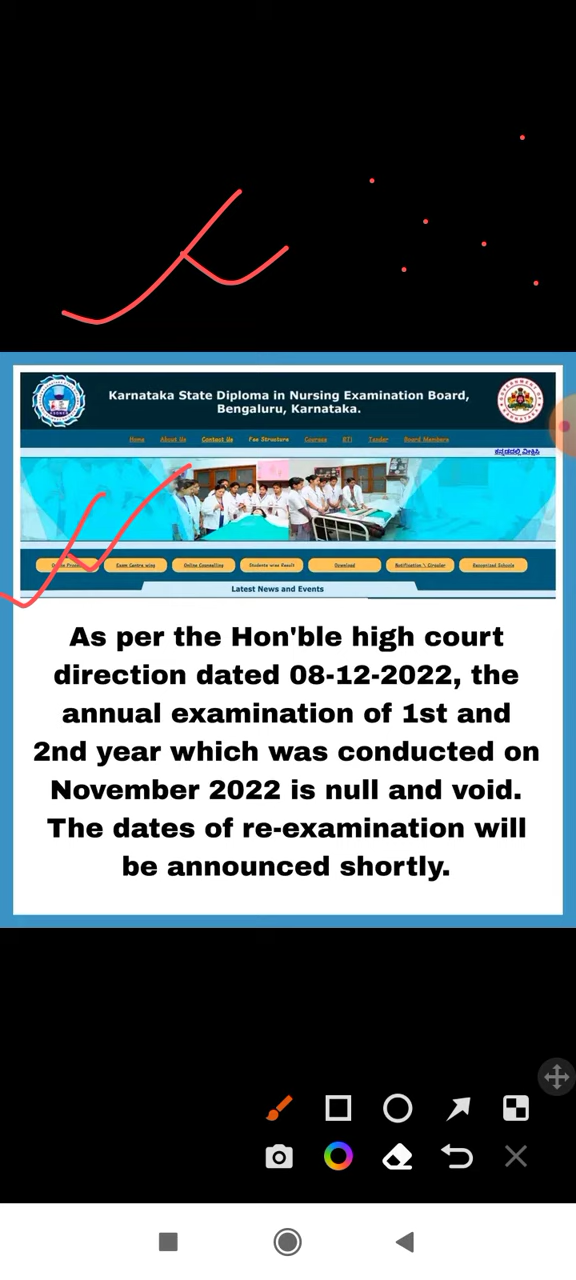 Karnataka State Diploma in Nursing Examination Board,
Bengaluru, Karnataka.
Home About Us Contact Us Fee Structure Courses RTI Tender Board Members
ಕನ್ನಡದಲ್ಲಿ ವೀಕ್ಷಿಸಿ
Exam Centre wing Online Counselling Students wise Result Download Notification \ Circular Recognised Schools
Latest News and Events
As per the Hon'ble high court
direction dated 08-12-2022, the
annual examination of 1st and
2nd year which was conducted on
November 2022 is null and void.
The dates of re-examination will
be announced shortly.